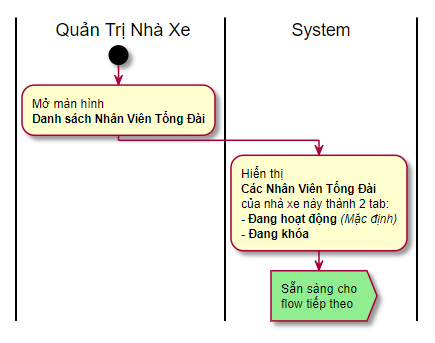 Quản Trị Nhà Xe
System
Mở màn hình
Danh sách Nhân Viên Tổng Đài
Hiển thị
Các Nhân Viên Tổng Đài
của nhà xe này thành 2 tab:
- Đang hoạt động (Mặc định)
- Đang khóa
Sẵn sàng cho
flow tiếp theo